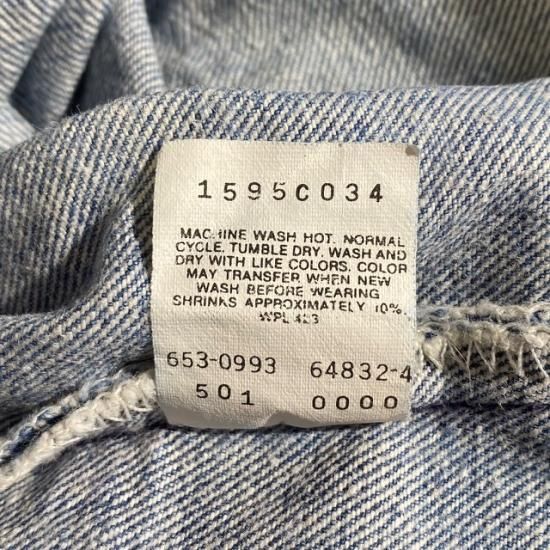 1595C034
MACHINE WASH HOT. NORMAL
CYCLE. TUMBLE DRY. WASH AND
DRY WITH LIKE COLORS. COLOR
MAY TRANSFER WHEN NEW
WASH BEFORE WEARING
SHRINKS APPROXIMATELY 10%.
WPL 423
653-0993 64832-4
501 0000